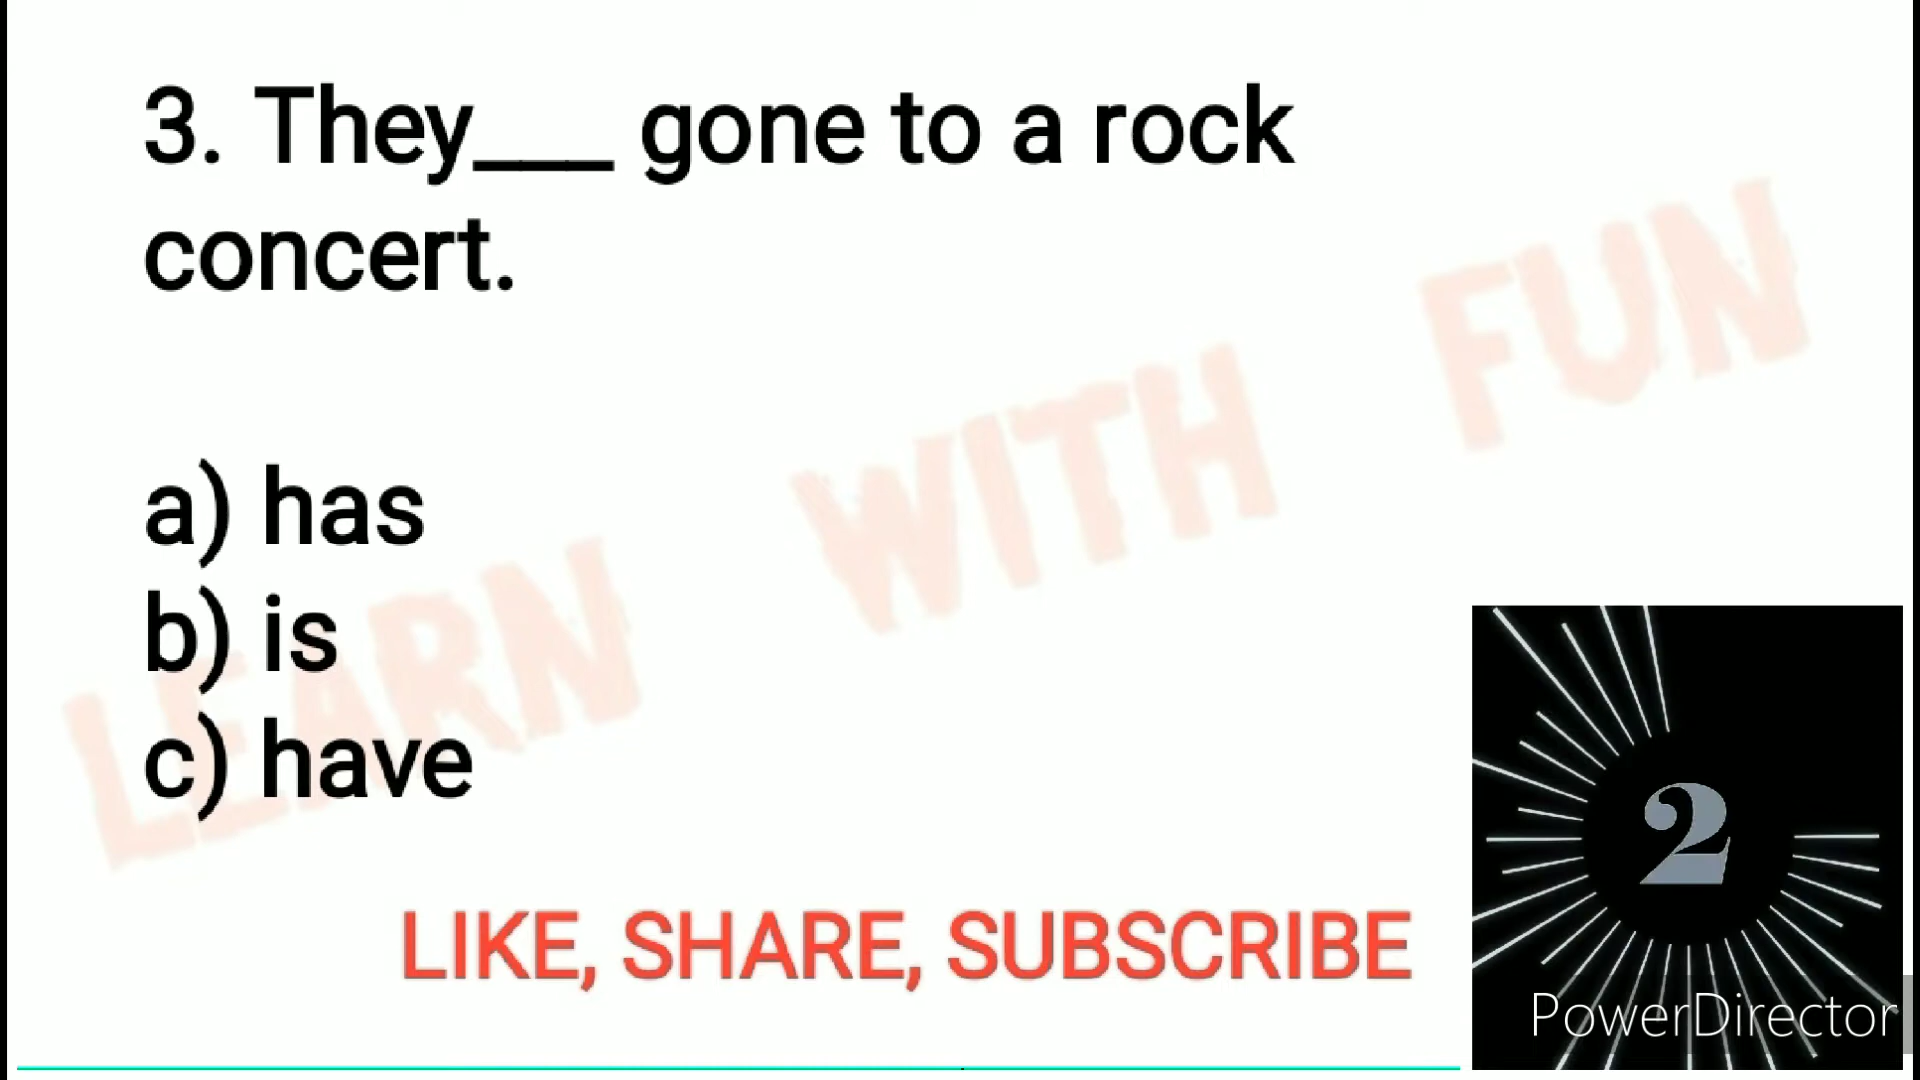 3. They___ gone to a rock
concert.
a) has
b) is
c) have
LEARN WITH FUN
LIKE, SHARE, SUBSCRIBE
2
PowerDirector